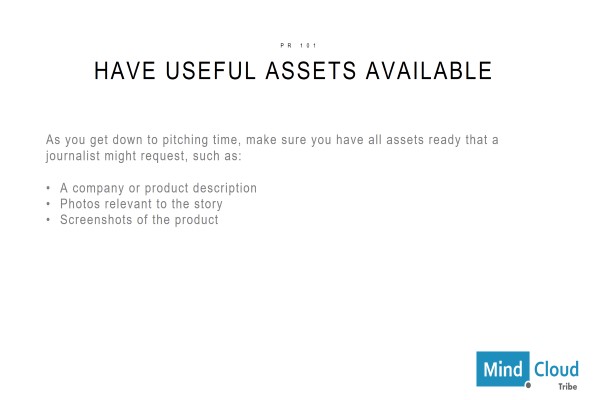 PR 101
HAVE USEFUL ASSETS AVAILABLE
As you get down to pitching time, make sure you have all assets ready that a
journalist might request, such as:
• A company or product description
• Photos relevant to the story
• Screenshots of the product
Mind Cloud
Tribe